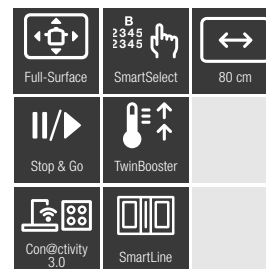 B
2345
2345
Full-Surface
SmartSelect
80 cm
Stop & Go
TwinBooster
Con@ctivity
3.0
SmartLine